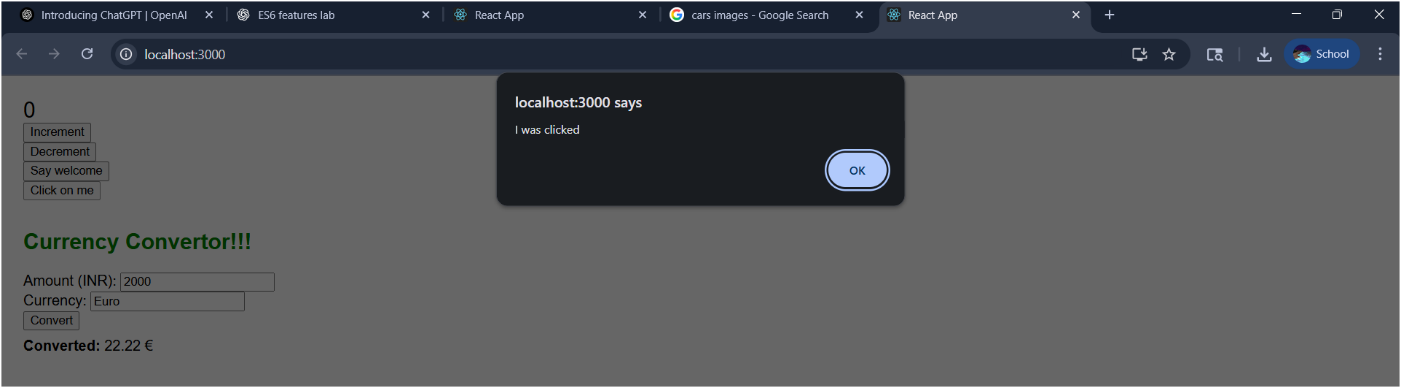 Introducing ChatGPT | OpenAI
ES6 features lab
React App
cars images - Google Search
React App
localhost:3000
School
localhost:3000 says
I was clicked
OK
0
Increment
Decrement
Say welcome
Click on me
Currency Convertor!!!
Amount (INR): 2000
Currency: Euro
Convert
Converted: 22.22 €